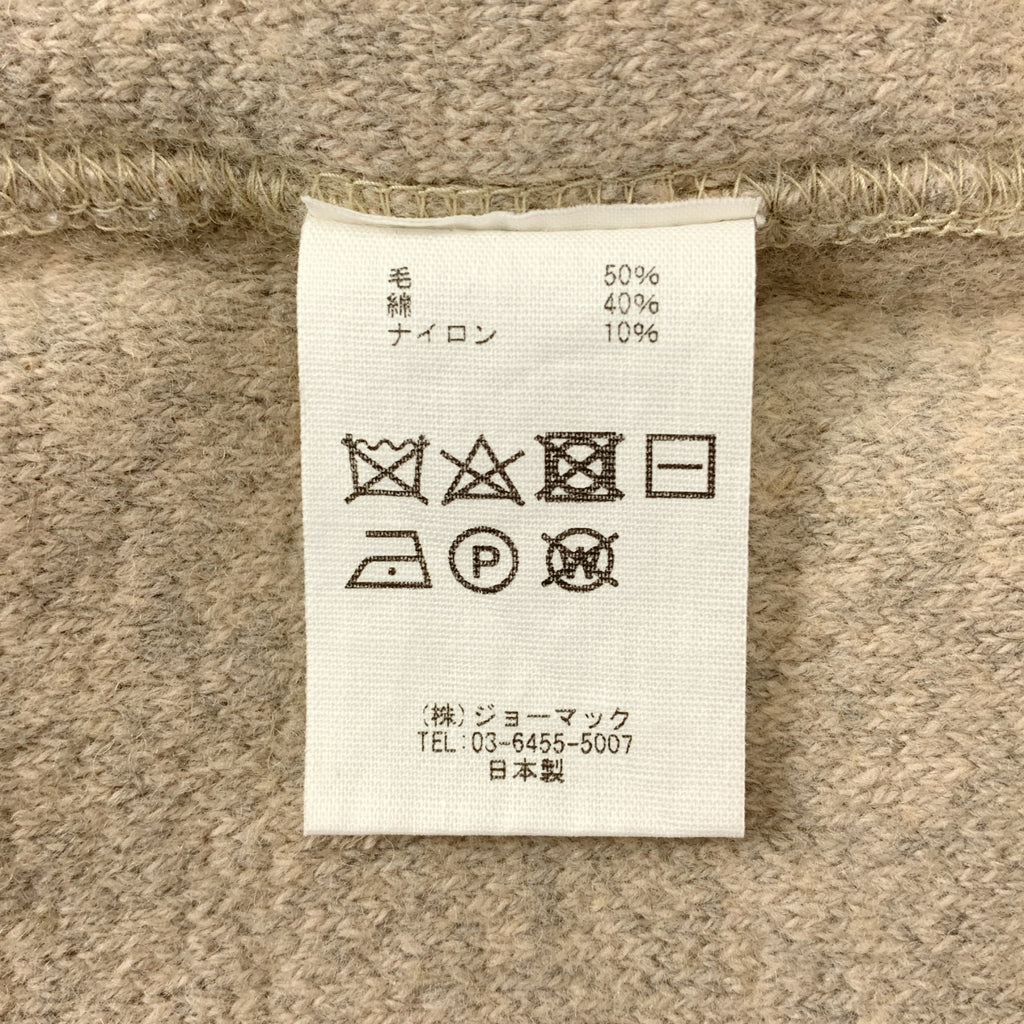 毛 50%
綿 40%
ナイロン 10%
P W
(株)ジョーマック
TEL:03-6455-5007
日本製